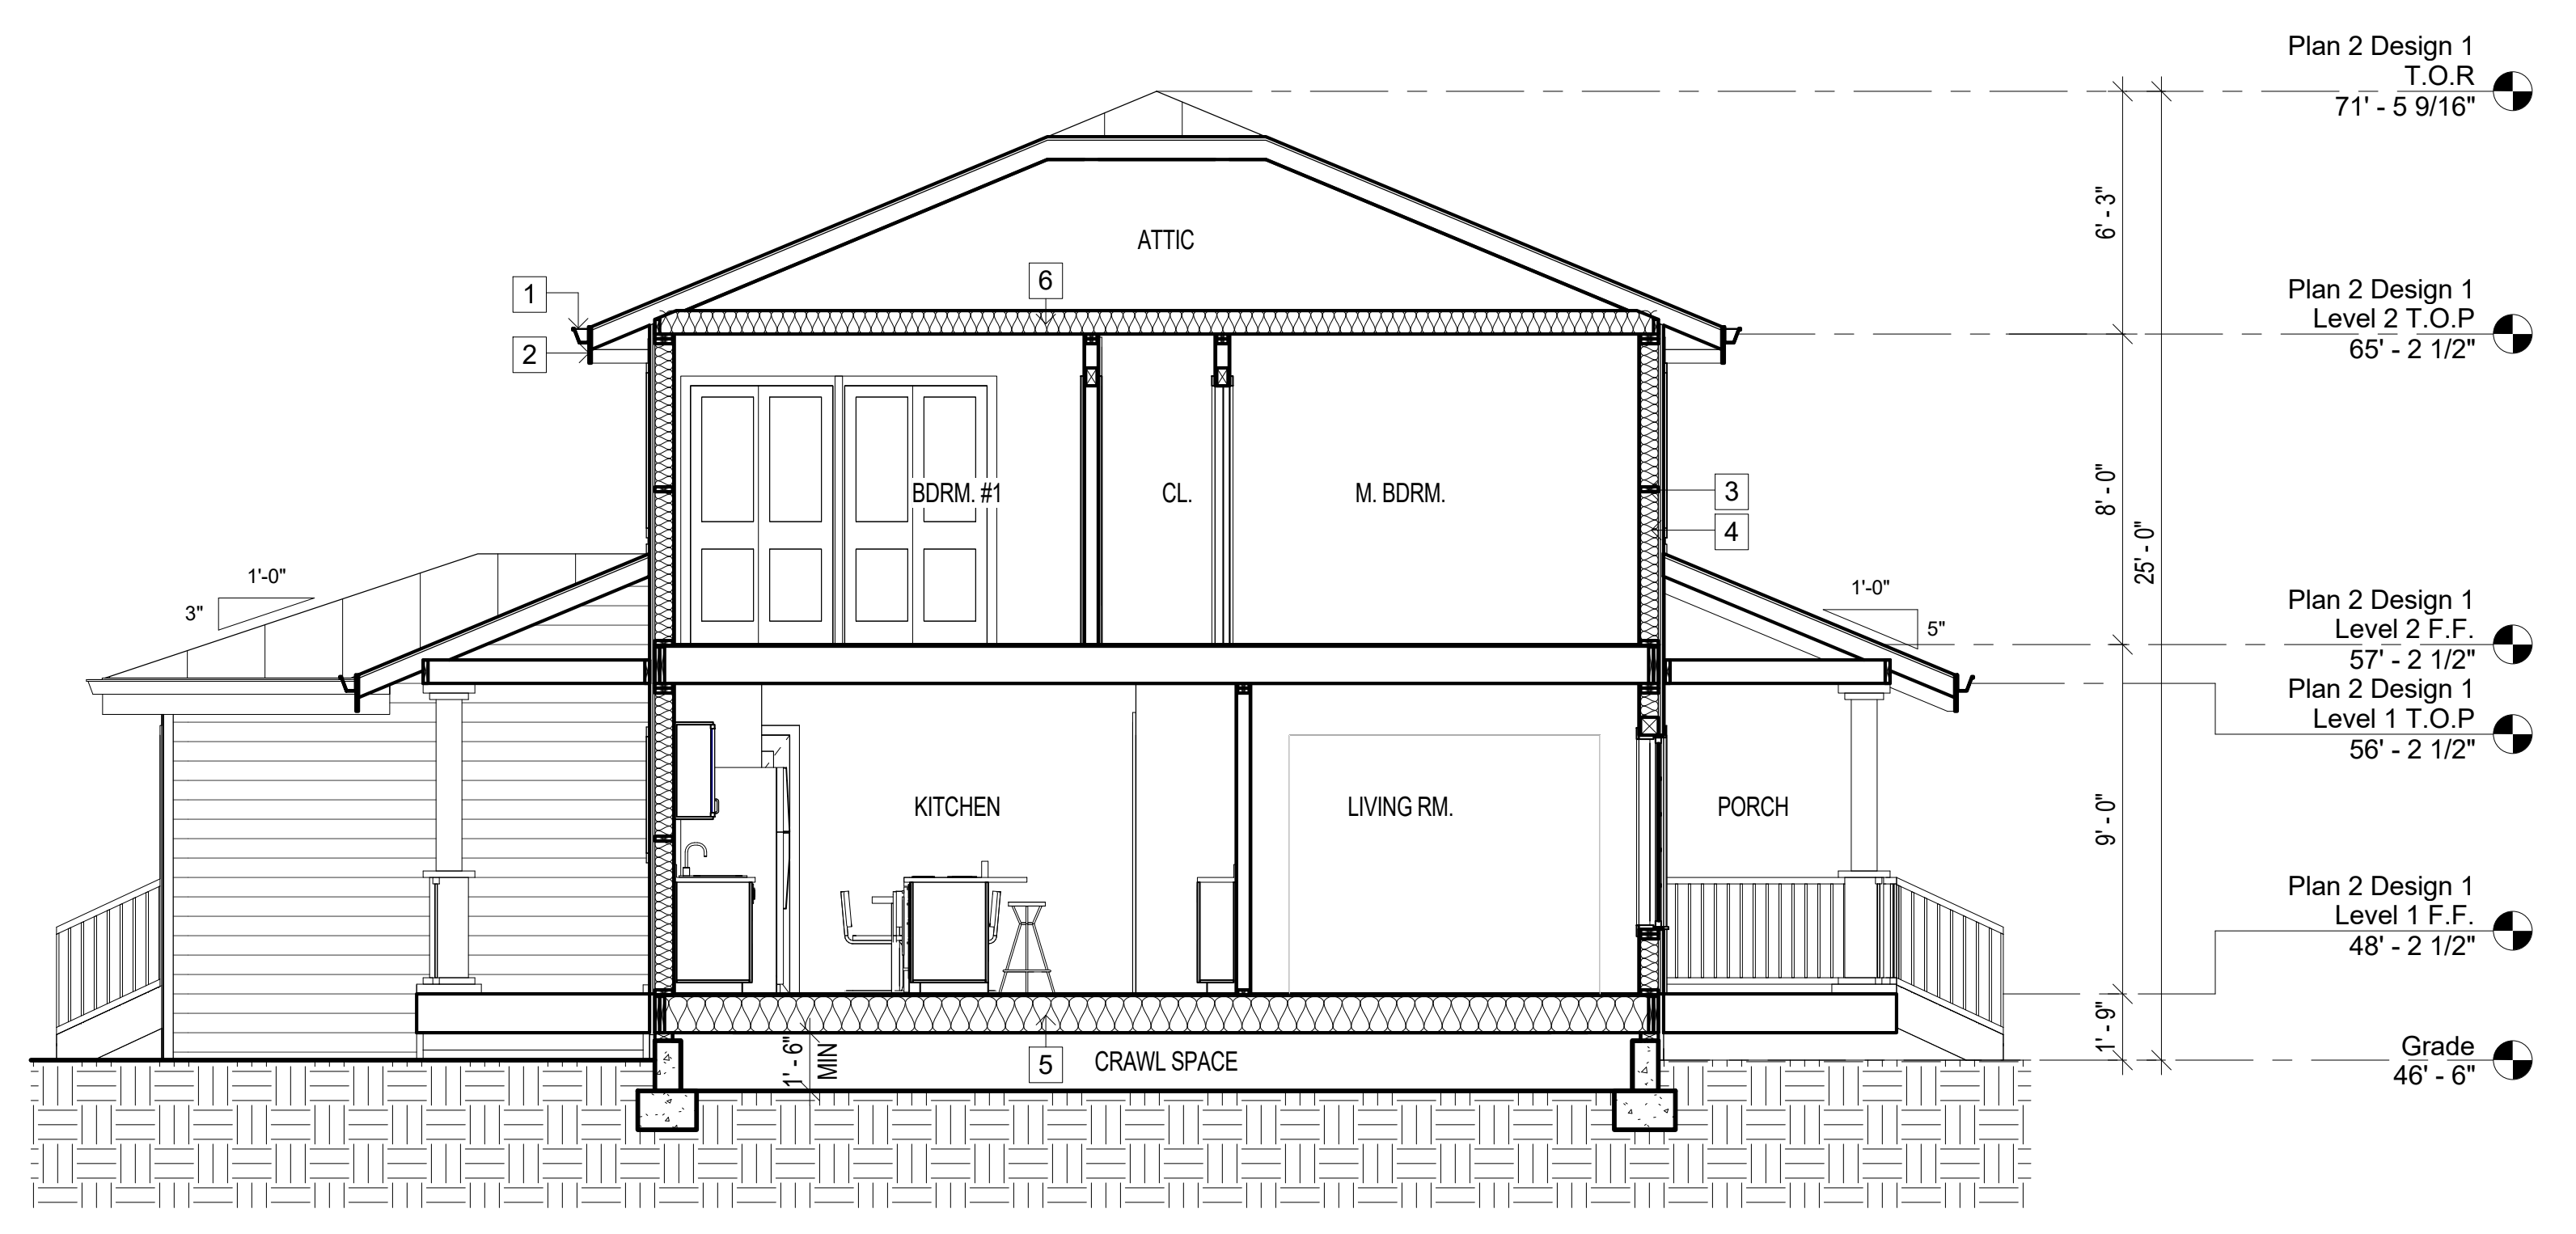 Plan 2 Design 1
T.O.R
71' - 5 9/16"
6' - 3"
ATTIC
6
1
2
Plan 2 Design 1
Level 2 T.O.P
65' - 2 1/2"
BDRM. #1
CL.
M. BDRM.
3
4
8' - 0"
25' - 0"
1'-0"
3"
1'-0"
5"
Plan 2 Design 1
Level 2 F.F.
57' - 2 1/2"
Plan 2 Design 1
Level 1 T.O.P
56' - 2 1/2"
KITCHEN
LIVING RM.
PORCH
9' - 0"
Plan 2 Design 1
Level 1 F.F.
48' - 2 1/2"
1' - 6"
MIN
5
CRAWL SPACE
1' - 9"
Grade
46' - 6"